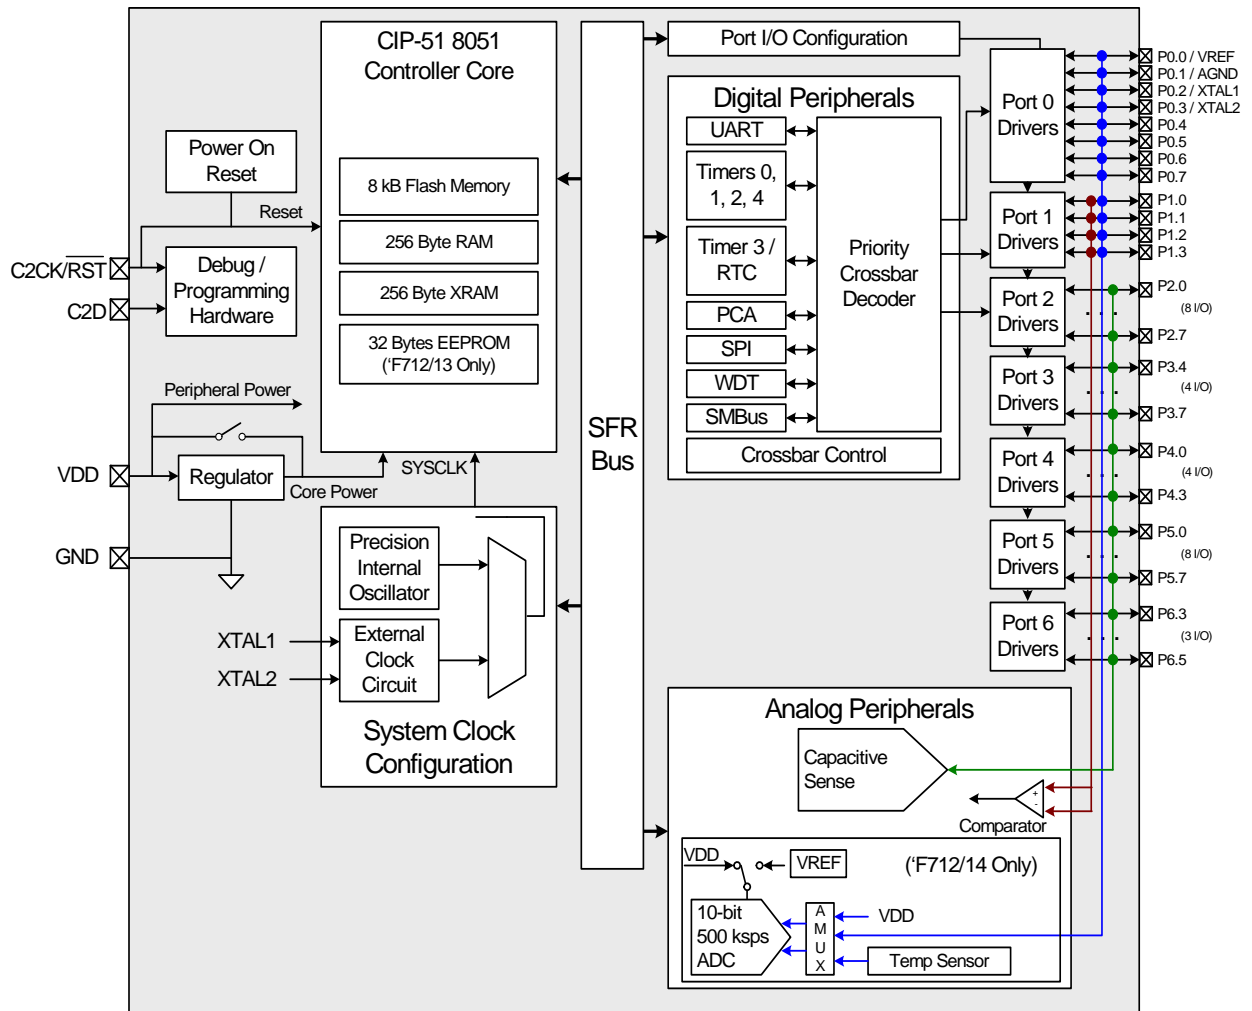 CIP-51 8051
Controller Core
8 kB Flash Memory
256 Byte RAM
256 Byte XRAM
32 Bytes EEPROM
(‘F712/13 Only)
Power On
Reset
Reset
C2CK/RST
C2D
Debug /
Programming
Hardware
Peripheral Power
VDD
Regulator
Core Power
GND
SYSCLK
Precision
Internal
Oscillator
XTAL1
XTAL2
External
Clock
Circuit
System Clock
Configuration
SFR
Bus
Port I/O Configuration
Digital Peripherals
UART
Timers 0,
1, 2, 4
Timer 3 /
RTC
PCA
SPI
WDT
SMBus
Priority
Crossbar
Decoder
Crossbar Control
Port 0
Drivers
Port 1
Drivers
Port 2
Drivers
Port 3
Drivers
Port 4
Drivers
Port 5
Drivers
Port 6
Drivers
P0.0 / VREF
P0.1 / AGND
P0.2 / XTAL1
P0.3 / XTAL2
P0.4
P0.5
P0.6
P0.7
P1.0
P1.1
P1.2
P1.3
P2.0
(8 I/O)
P2.7
P3.4
(4 I/O)
P3.7
P4.0
(4 I/O)
P4.3
P5.0
(8 I/O)
P5.7
P6.3
(3 I/O)
P6.5
Analog Peripherals
Capacitive
Sense
+
-
Comparator
VDD
VREF
(‘F712/14 Only)
10-bit
500 ksps
ADC
A
M
U
X
VDD
Temp Sensor